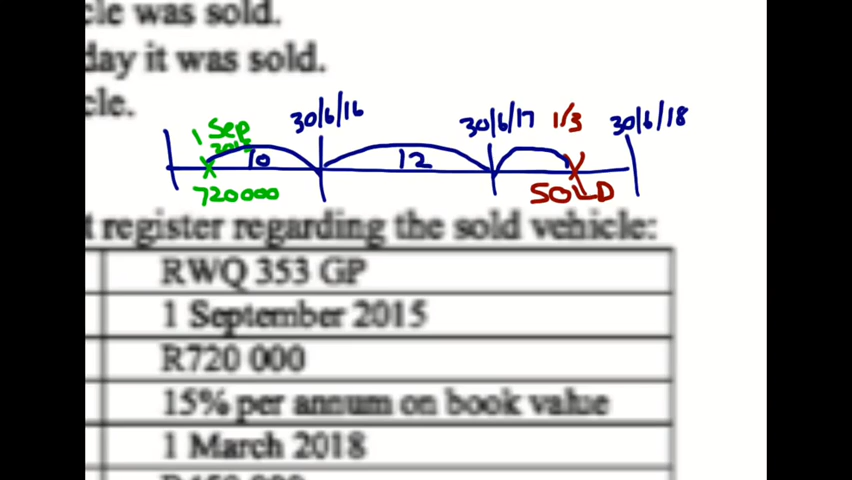 cle was sold.
day it was sold.
cle.
1 Sep 2015
30/6/16
30/6/17
1/3
30/6/18
10
12
720000
SOLD
t register regarding the sold vehicle:
RWQ 353 GP
1 September 2015
R720 000
15% per annum on book value
1 March 2018